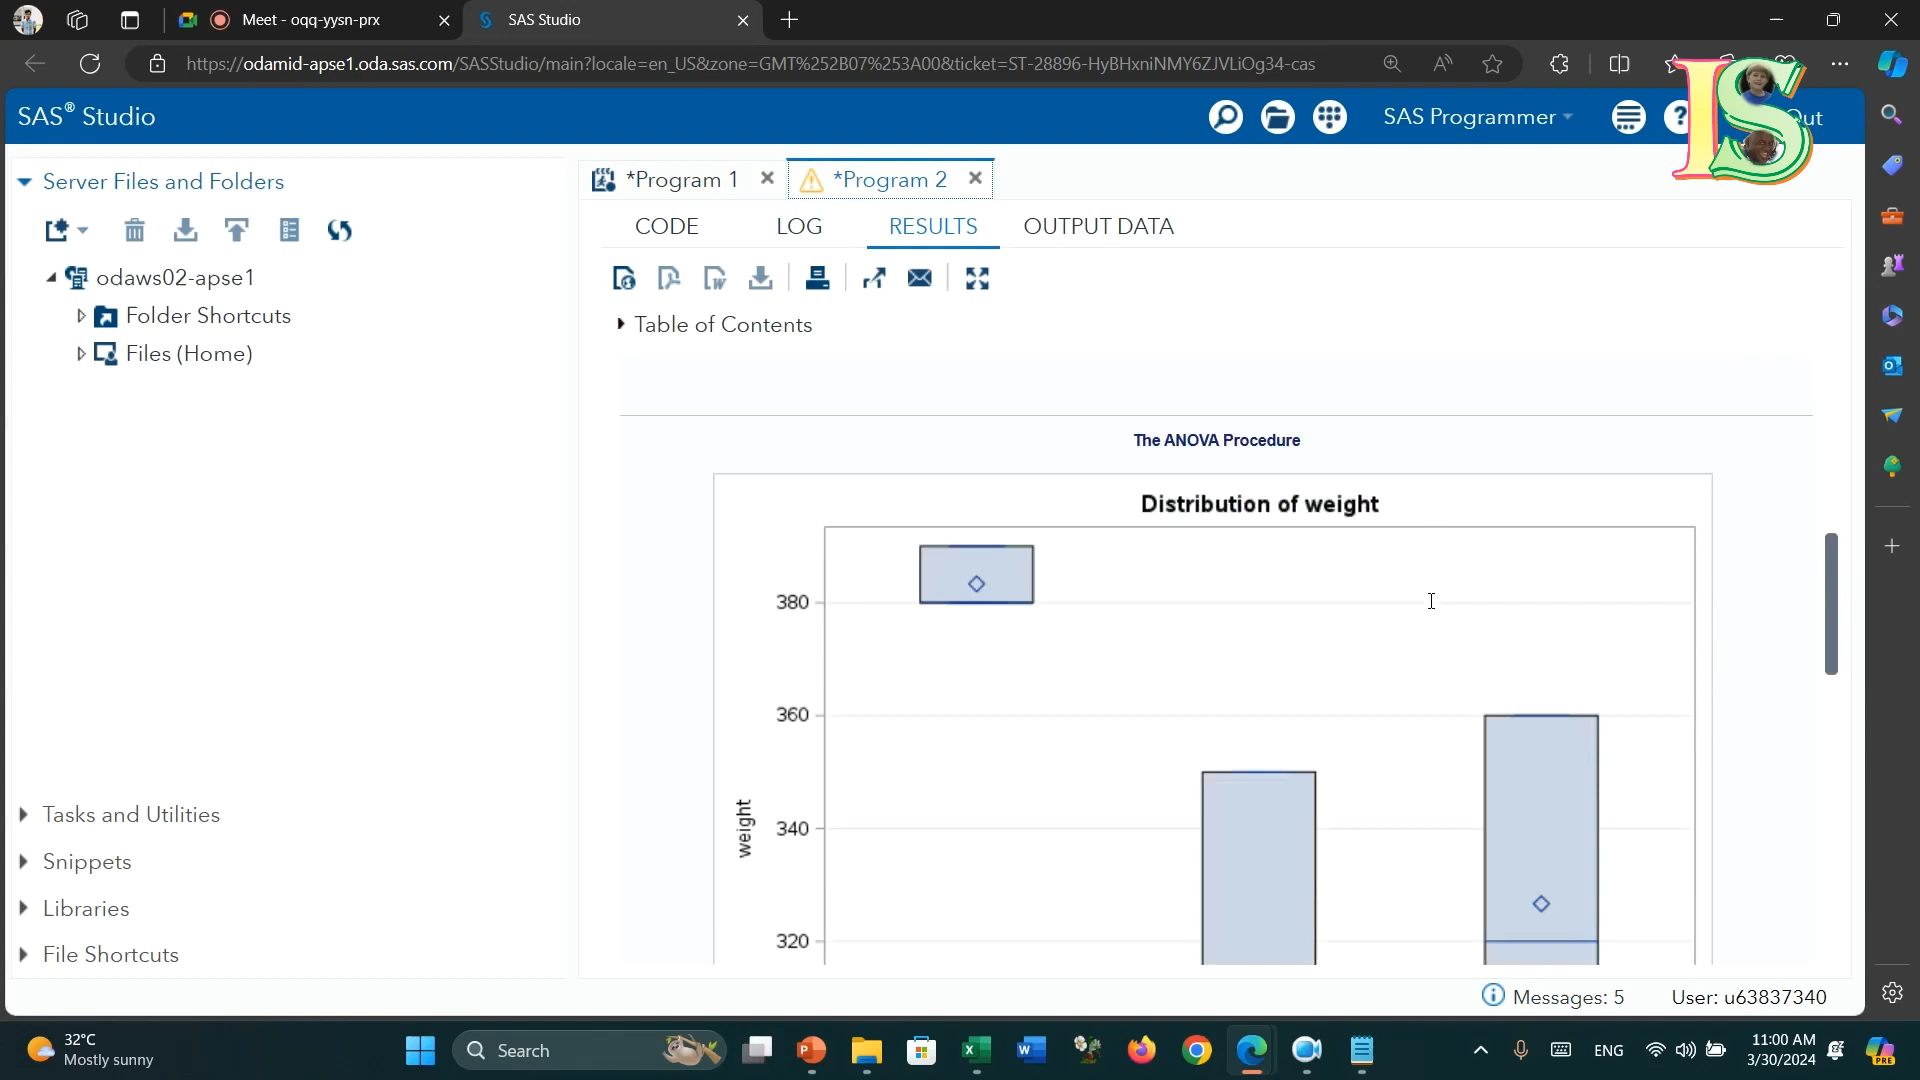 Meet - oqq-yysn-prx
SAS Studio
https://odamid-apse1.oda.sas.com/SASStudio/main?locale=en_US&zone=GMT%252B07%253A00&ticket=ST-28896-HyBHxniNMY6ZJVLiOg34-cas
SAS® Studio
SAS Programmer
?
Out
IS
Server Files and Folders
odaws02-apse1
Folder Shortcuts
Files (Home)
Tasks and Utilities
Snippets
Libraries
File Shortcuts
*Program 1
*Program 2
CODE
LOG
RESULTS
OUTPUT DATA
Table of Contents
The ANOVA Procedure
Distribution of weight
380
360
340
320
weight
Messages: 5
User: u63837340
32°C
Mostly sunny
Search
ENG
11:00 AM
3/30/2024
PRE